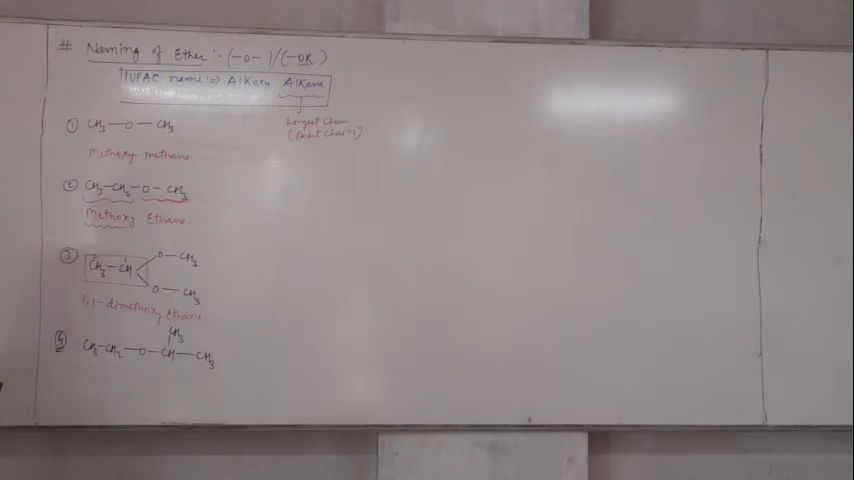 # Naming of Ether :- (-O-)/(-OR)
IUPAC name :=> Alkoxy Alkane
Longest Chain
(Parent Chain)
① CH3—O—CH3
Methoxy methane
② CH3—CH2—O—CH3
Methoxy Ethane
③ CH3—CH
O—CH3
O—CH3
1,1-dimethoxy Ethane
④ CH3—CH2—O—CH—CH3
CH3